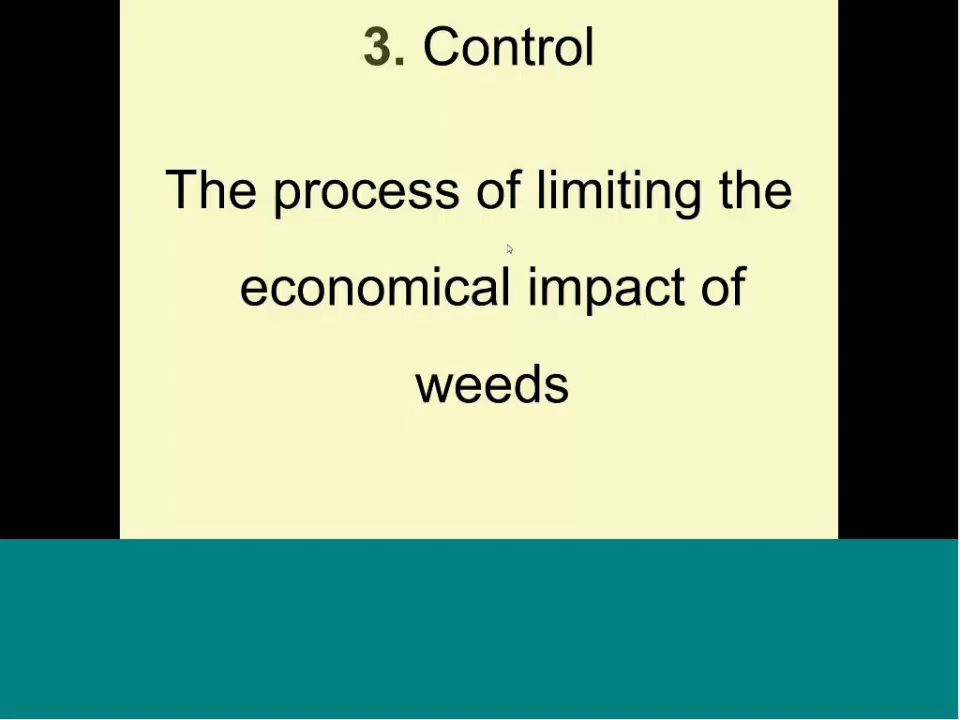 3. Control
The process of limiting the
economical impact of
weeds